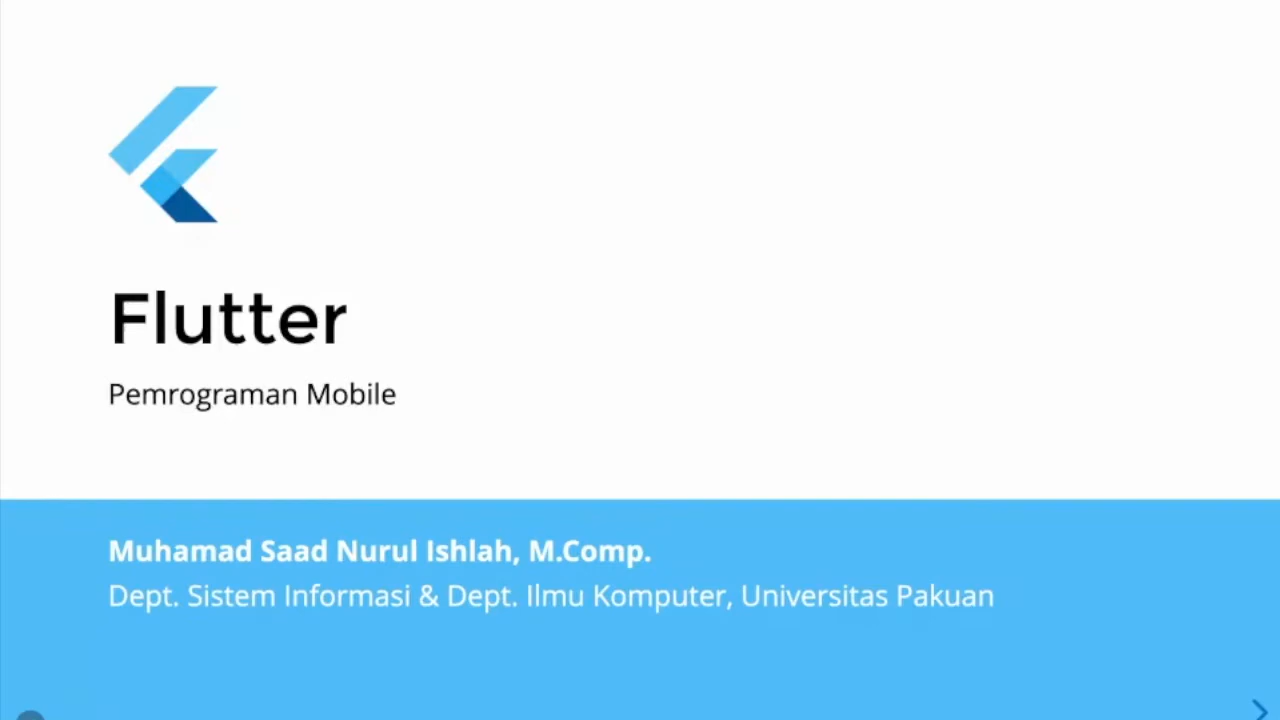 Flutter
Pemrograman Mobile
Muhamad Saad Nurul Ishlah, M.Comp.
Dept. Sistem Informasi & Dept. Ilmu Komputer, Universitas Pakuan